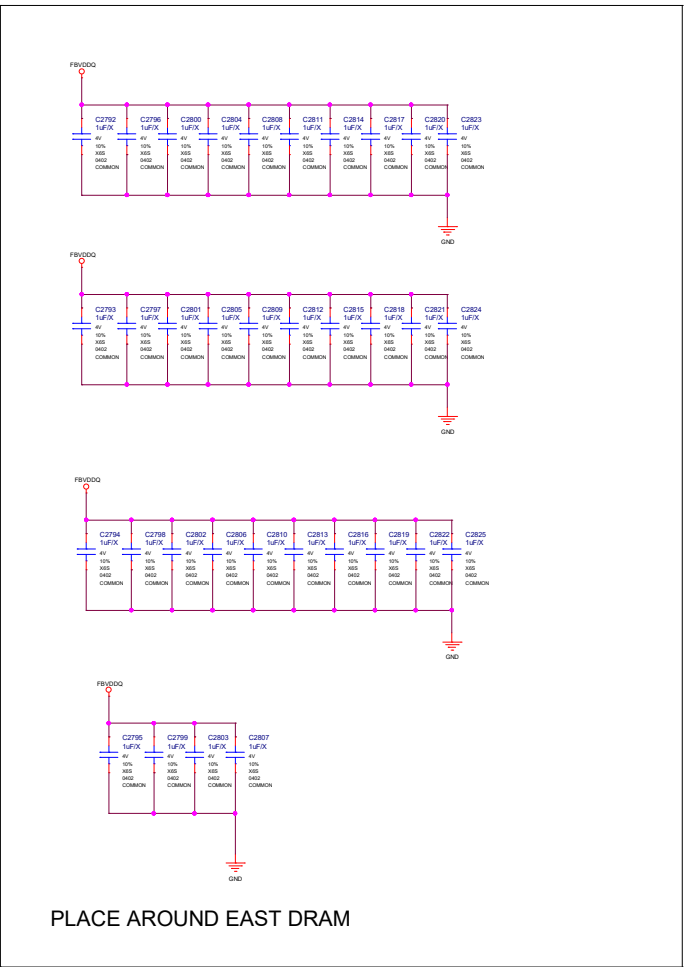 FBVDDQ
C2792 C2796 C2800 C2804 C2808 C2811 C2814 C2817 C2820 C2823
1uF/X 1uF/X 1uF/X 1uF/X 1uF/X 1uF/X 1uF/X 1uF/X 1uF/X 1uF/X
4V 4V 4V 4V 4V 4V 4V 4V 4V 4V
10% 10% 10% 10% 10% 10% 10% 10% 10% 10%
X6S X6S X6S X6S X6S X6S X6S X6S X6S X6S
0402 0402 0402 0402 0402 0402 0402 0402 0402 0402
COMMON COMMON COMMON COMMON COMMON COMMON COMMON COMMON COMMON COMMON
GND
FBVDDQ
C2793 C2797 C2801 C2805 C2809 C2812 C2815 C2818 C2821 C2824
1uF/X 1uF/X 1uF/X 1uF/X 1uF/X 1uF/X 1uF/X 1uF/X 1uF/X 1uF/X
4V 4V 4V 4V 4V 4V 4V 4V 4V 4V
10% 10% 10% 10% 10% 10% 10% 10% 10% 10%
X6S X6S X6S X6S X6S X6S X6S X6S X6S X6S
0402 0402 0402 0402 0402 0402 0402 0402 0402 0402
COMMON COMMON COMMON COMMON COMMON COMMON COMMON COMMON COMMON COMMON
GND
FBVDDQ
C2794 C2798 C2802 C2806 C2810 C2813 C2816 C2819 C2822 C2825
1uF/X 1uF/X 1uF/X 1uF/X 1uF/X 1uF/X 1uF/X 1uF/X 1uF/X 1uF/X
4V 4V 4V 4V 4V 4V 4V 4V 4V 4V
10% 10% 10% 10% 10% 10% 10% 10% 10% 10%
X6S X6S X6S X6S X6S X6S X6S X6S X6S X6S
0402 0402 0402 0402 0402 0402 0402 0402 0402 0402
COMMON COMMON COMMON COMMON COMMON COMMON COMMON COMMON COMMON COMMON
GND
FBVDDQ
C2795 C2799 C2803 C2807
1uF/X 1uF/X 1uF/X 1uF/X
4V 4V 4V 4V
10% 10% 10% 10%
X6S X6S X6S X6S
0402 0402 0402 0402
COMMON COMMON COMMON COMMON
GND
PLACE AROUND EAST DRAM